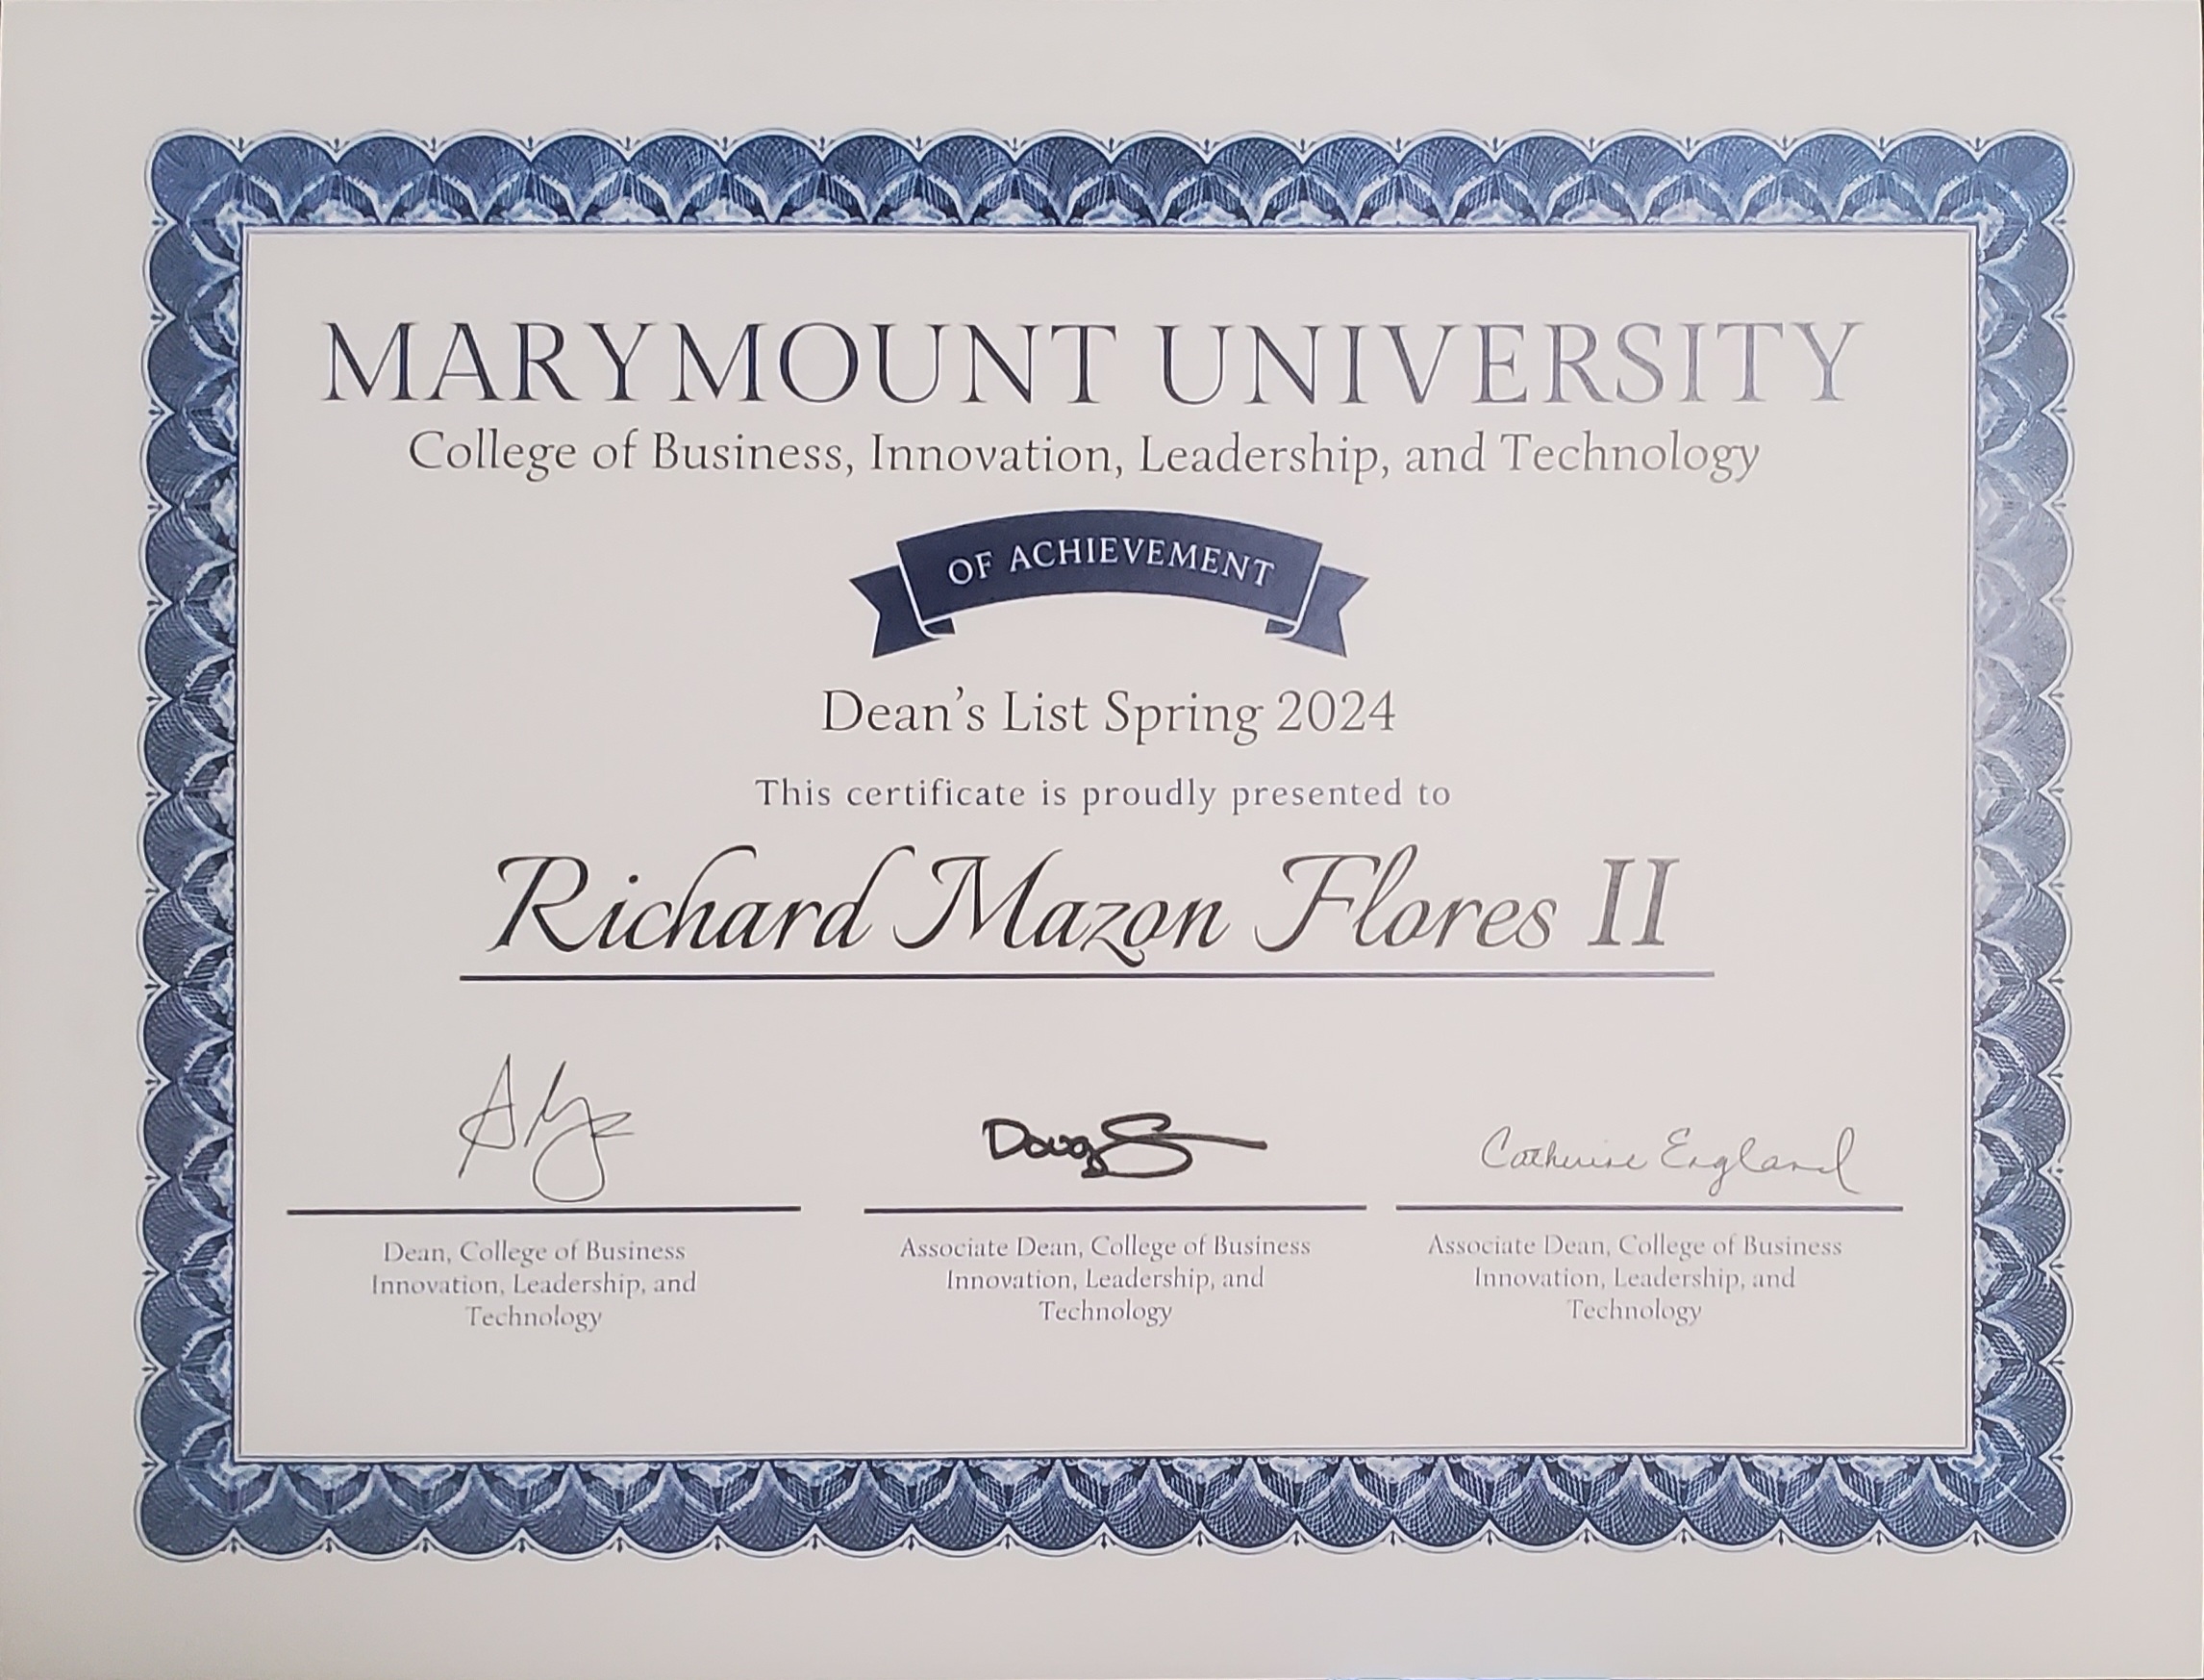 MARYMOUNT UNIVERSITY
College of Business, Innovation, Leadership, and Technology
OF ACHIEVEMENT
Dean's List Spring 2024
This certificate is proudly presented to
Richard Mazon Flores II
Doug
Catherine England
Dean, College of Business
Innovation, Leadership, and
Technology
Associate Dean, College of Business
Innovation, Leadership, and
Technology
Associate Dean, College of Business
Innovation, Leadership, and
Technology